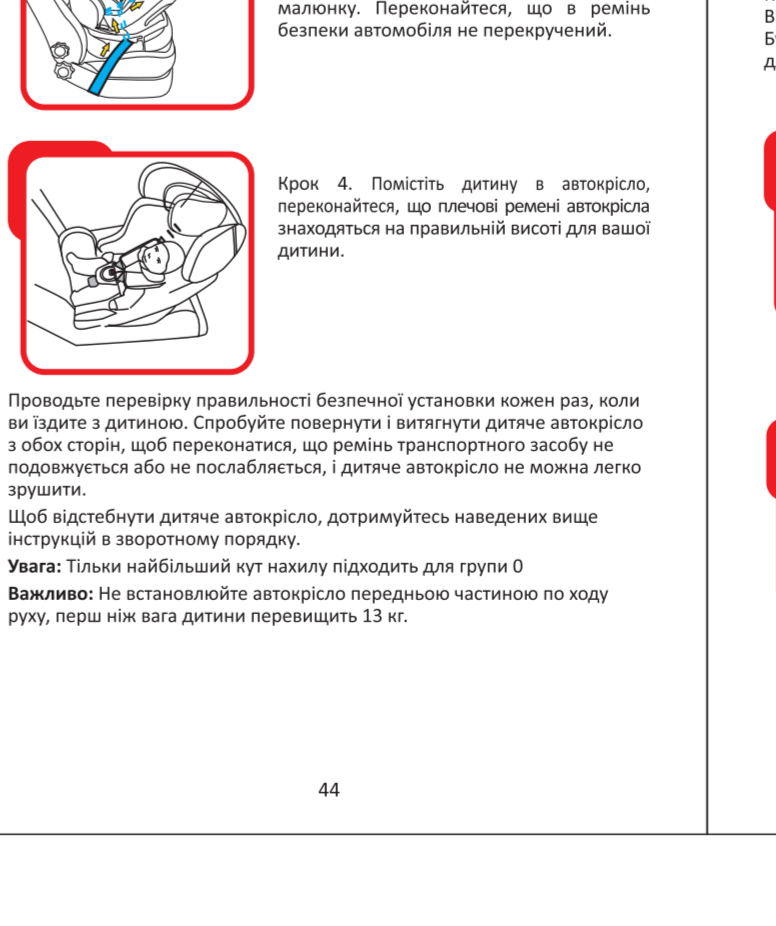 малюнку. Переконайтеся, що в ремінь
безпеки автомобіля не перекручений.
Крок 4. Помістіть дитину в автокрісло,
переконайтеся, що плечові ремені автокрісла
знаходяться на правильній висоті для вашої
дитини.
Проводьте перевірку правильності безпечної установки кожен раз, коли
ви їздите з дитиною. Спробуйте повернути і витягнути дитяче автокрісло
з обох сторін, щоб переконатися, що ремінь транспортного засобу не
подовжується або не послабляється, і дитяче автокрісло не можна легко
зрушити.
Щоб відстебнути дитяче автокрісло, дотримуйтесь наведених вище
інструкцій в зворотному порядку.
Увага: Тільки найбільший кут нахилу підходить для групи 0
Важливо: Не встановлюйте автокрісло передньою частиною по ходу
руху, перш ніж вага дитини перевищить 13 кг.
44